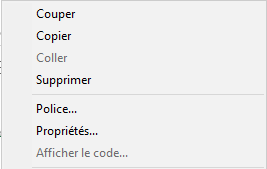 Couper
Copier
Coller
Supprimer
Police...
Propriétés...
Afficher le code...